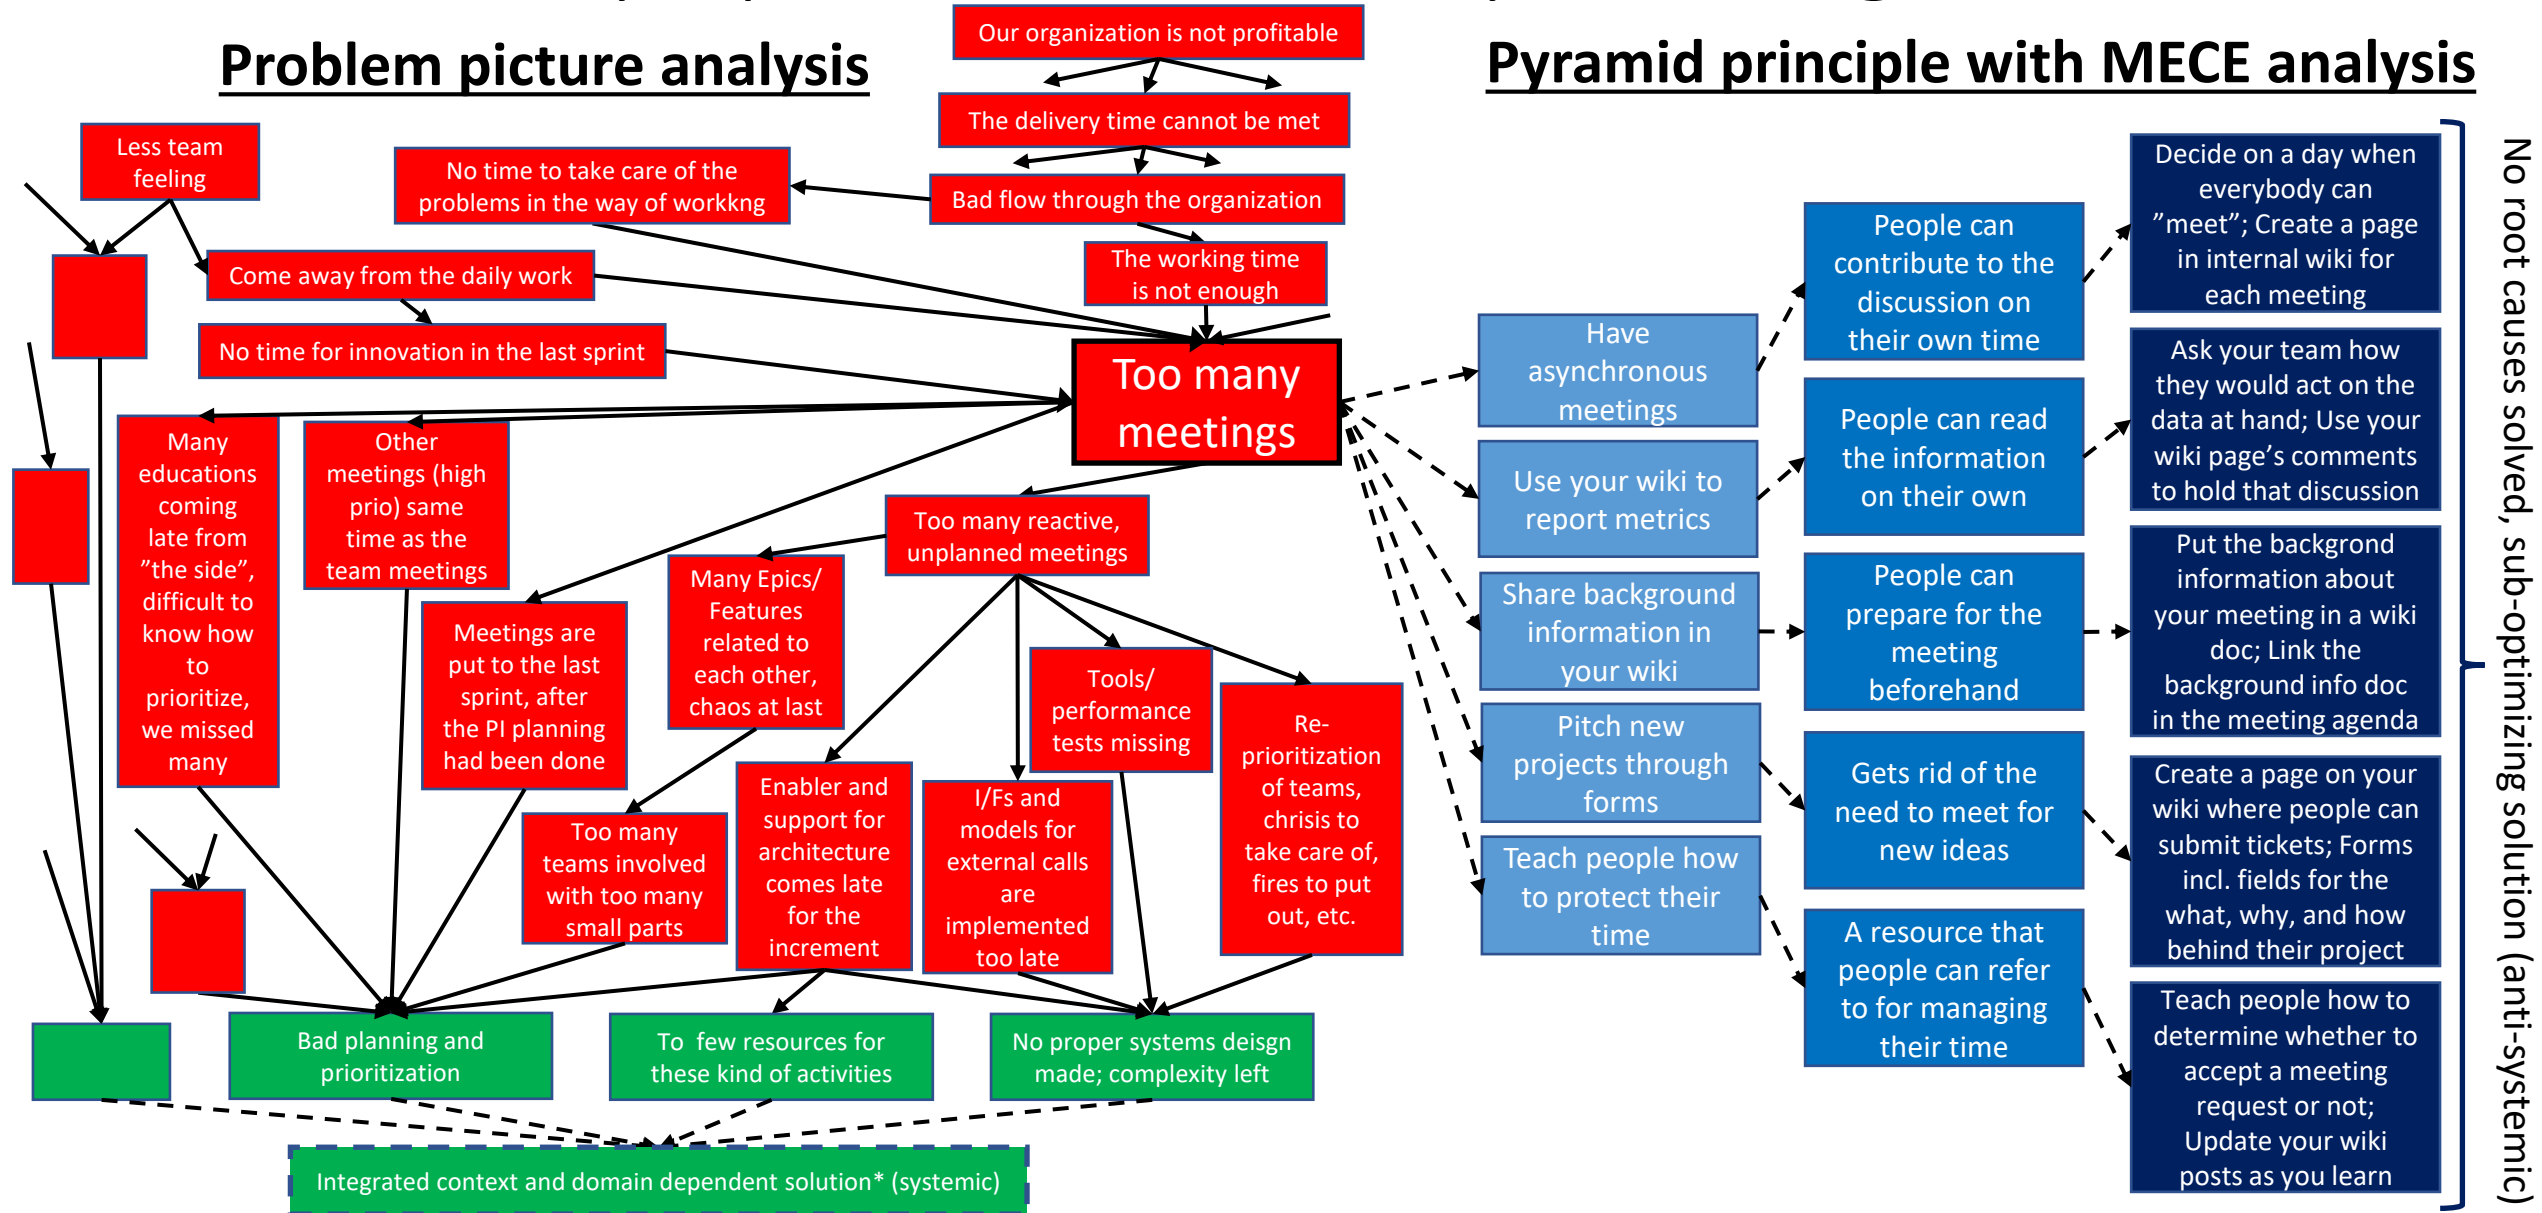 Problem picture analysis
Our organization is not profitable
The delivery time cannot be met
Bad flow through the organization
Less team
feeling
No time to take care of the
problems in the way of workkng
The working time
is not enough
Come away from the daily work
No time for innovation in the last sprint
Too many
meetings
Many
educations
coming
late from
”the side”,
difficult to
know how
to
prioritize,
we missed
many
Other
meetings (high
prio) same
time as the
team meetings
Meetings are
put to the last
sprint, after
the PI planning
had been done
Too many reactive,
unplanned meetings
Many Epics/
Features
related to
each other,
chaos at last
Too many
teams involved
with too many
small parts
Enabler and
support for
architecture
comes late
for the
increment
I/Fs and
models for
external calls
are
implemented
too late
Tools/
performance
tests missing
Re-
prioritization
of teams,
chrisis to
take care of,
fires to put
out, etc.
Bad planning and
prioritization
To few resources for
these kind of activities
No proper systems deisgn
made; complexity left
Integrated context and domain dependent solution* (systemic)
Pyramid principle with MECE analysis
Have
asynchronous
meetings
Use your wiki to
report metrics
Share background
information in
your wiki
Pitch new
projects through
forms
Teach people how
to protect their
time
People can
contribute to the
discussion on
their own time
People can read
the information
on their own
People can
prepare for the
meeting
beforehand
Gets rid of the
need to meet for
new ideas
A resource that
people can refer
to for managing
their time
Decide on a day when
everybody can
”meet”; Create a page
in internal wiki for
each meeting
Ask your team how
they would act on the
data at hand; Use your
wiki page’s comments
to hold that discussion
Put the backgrond
information about
your meeting in a wiki
doc; Link the
background info doc
in the meeting agenda
Create a page on your
wiki where people can
submit tickets; Forms
incl. fields for the
what, why, and how
behind their project
Teach people how to
determine whether to
accept a meeting
request or not;
Update your wiki
posts as you learn
No root causes solved, sub-optimizing solution (anti-systemic)